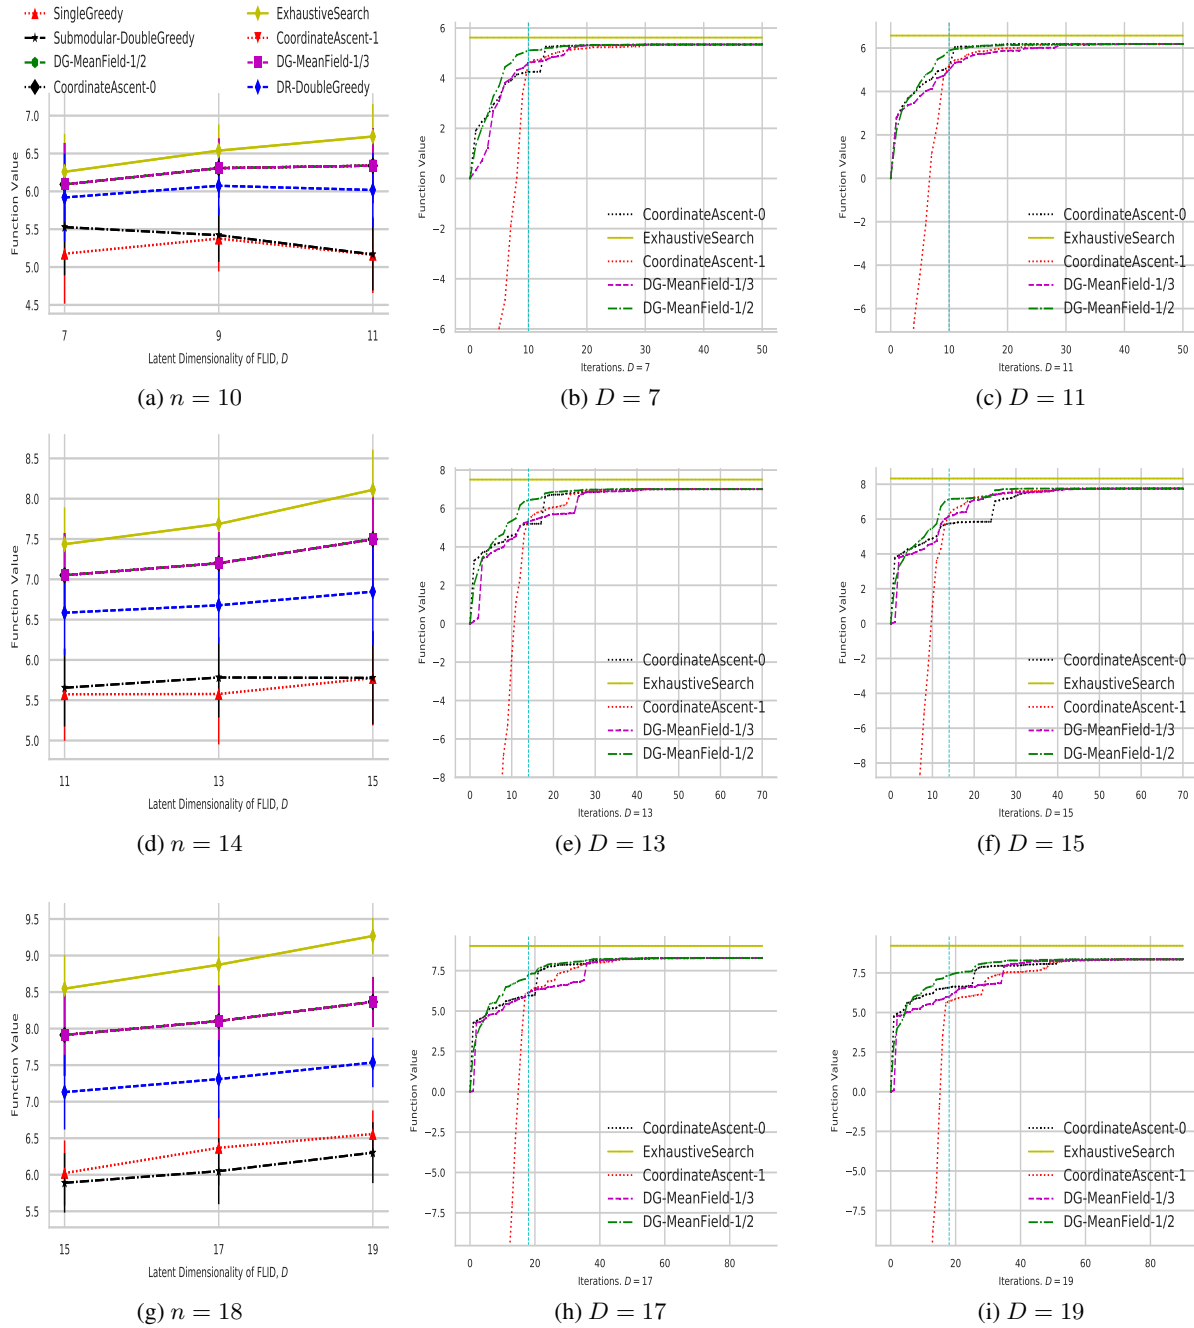 SingleGreedy
Submodular-DoubleGreedy
DG-MeanField-1/2
CoordinateAscent-0
ExhaustiveSearch
CoordinateAscent-1
DG-MeanField-1/3
DR-DoubleGreedy
7.0
6.5
6.0
5.5
5.0
4.5
Function Value
7 9 11
Latent Dimensionality of FLID, D
(a) n = 10
6
4
2
0
−2
−4
−6
Function Value
CoordinateAscent-0
ExhaustiveSearch
CoordinateAscent-1
DG-MeanField-1/3
DG-MeanField-1/2
0 10 20 30 40 50
Iterations. D = 7
(b) D = 7
6
4
2
0
−2
−4
−6
Function Value
CoordinateAscent-0
ExhaustiveSearch
CoordinateAscent-1
DG-MeanField-1/3
DG-MeanField-1/2
0 10 20 30 40 50
Iterations. D = 11
(c) D = 11
8.5
8.0
7.5
7.0
6.5
6.0
5.5
5.0
Function Value
11 13 15
Latent Dimensionality of FLID, D
(d) n = 14
8
6
4
2
0
−2
−4
−6
−8
Function Value
CoordinateAscent-0
ExhaustiveSearch
CoordinateAscent-1
DG-MeanField-1/3
DG-MeanField-1/2
0 10 20 30 40 50 60 70
Iterations. D = 13
(e) D = 13
8
6
4
2
0
−2
−4
−6
−8
Function Value
CoordinateAscent-0
ExhaustiveSearch
CoordinateAscent-1
DG-MeanField-1/3
DG-MeanField-1/2
0 10 20 30 40 50 60 70
Iterations. D = 15
(f) D = 15
9.5
9.0
8.5
8.0
7.5
7.0
6.5
6.0
5.5
Function Value
15 17 19
Latent Dimensionality of FLID, D
(g) n = 18
7.5
5.0
2.5
0.0
−2.5
−5.0
−7.5
Function Value
CoordinateAscent-0
ExhaustiveSearch
CoordinateAscent-1
DG-MeanField-1/3
DG-MeanField-1/2
0 20 40 60 80
Iterations. D = 17
(h) D = 17
7.5
5.0
2.5
0.0
−2.5
−5.0
−7.5
Function Value
CoordinateAscent-0
ExhaustiveSearch
CoordinateAscent-1
DG-MeanField-1/3
DG-MeanField-1/2
0 20 40 60 80
Iterations. D = 19
(i) D = 19